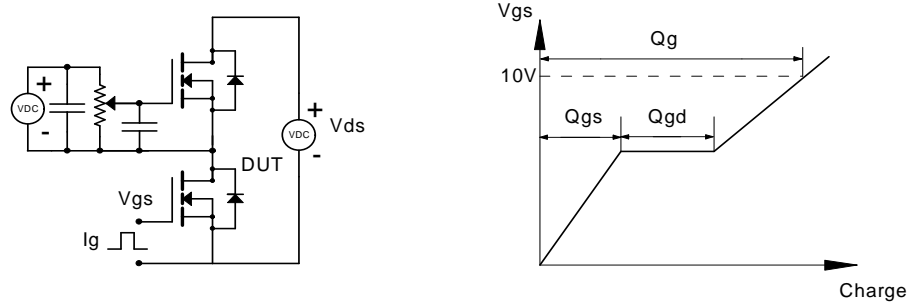 +
VDC
-
DUT
Vgs
Ig
+
VDC
-
Vds
Vgs
Qg
10V
Qgs
Qgd
Charge